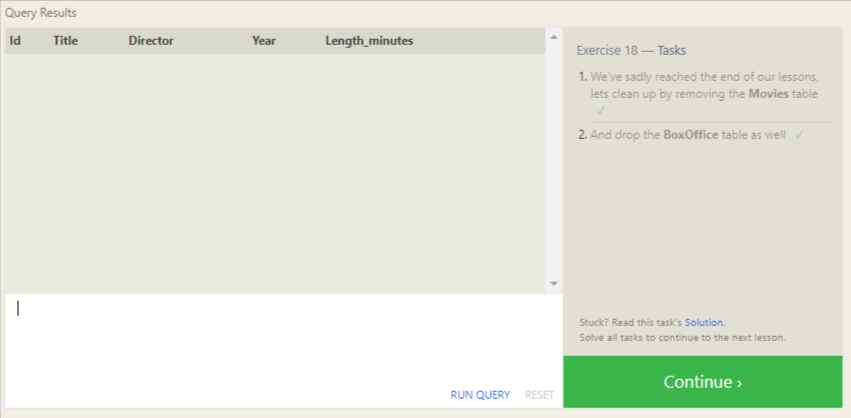 Query Results
Id Title Director Year Length_minutes
Exercise 18 — Tasks
1. We've sadly reached the end of our lessons,
lets clean up by removing the Movies table
✓
2. And drop the BoxOffice table as well ✓
Stuck? Read this task's Solution.
Solve all tasks to continue to the next lesson.
RUN QUERY RESET
Continue ›